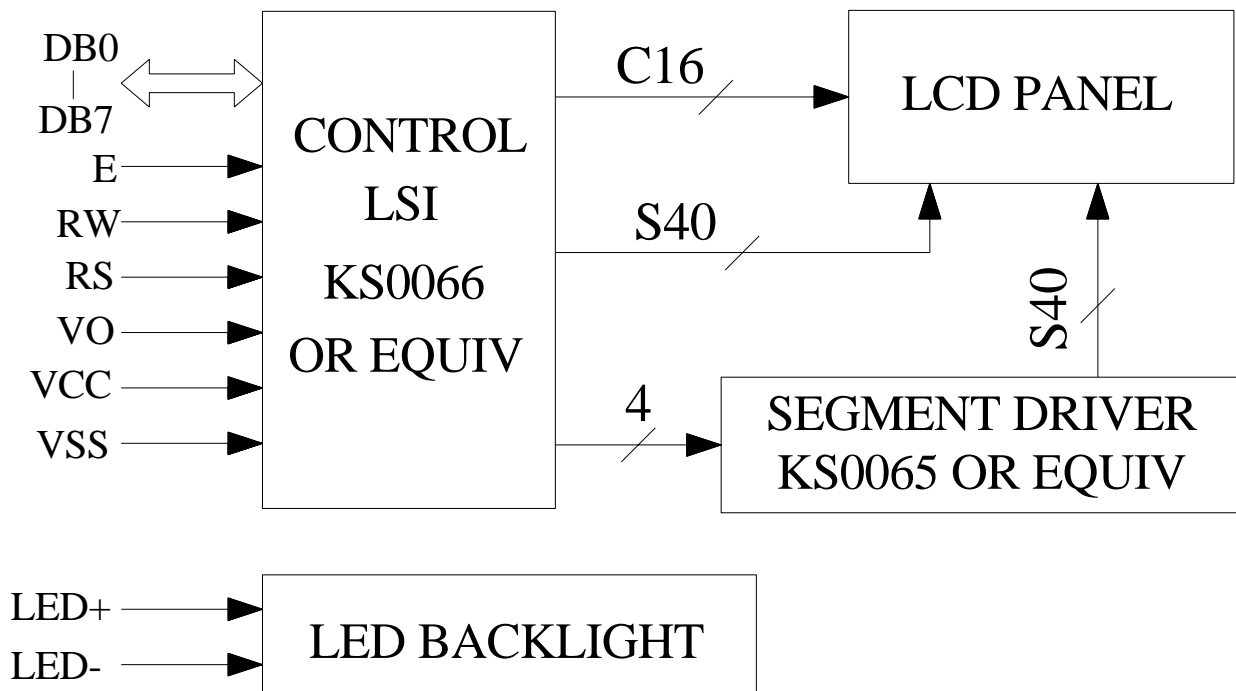 DB0
DB7
E
RW
RS
VO
VCC
VSS
CONTROL
LSI
KS0066
OR EQUIV
C16
S40
4
LCD PANEL
S40
SEGMENT DRIVER
KS0065 OR EQUIV
LED+
LED-
LED BACKLIGHT